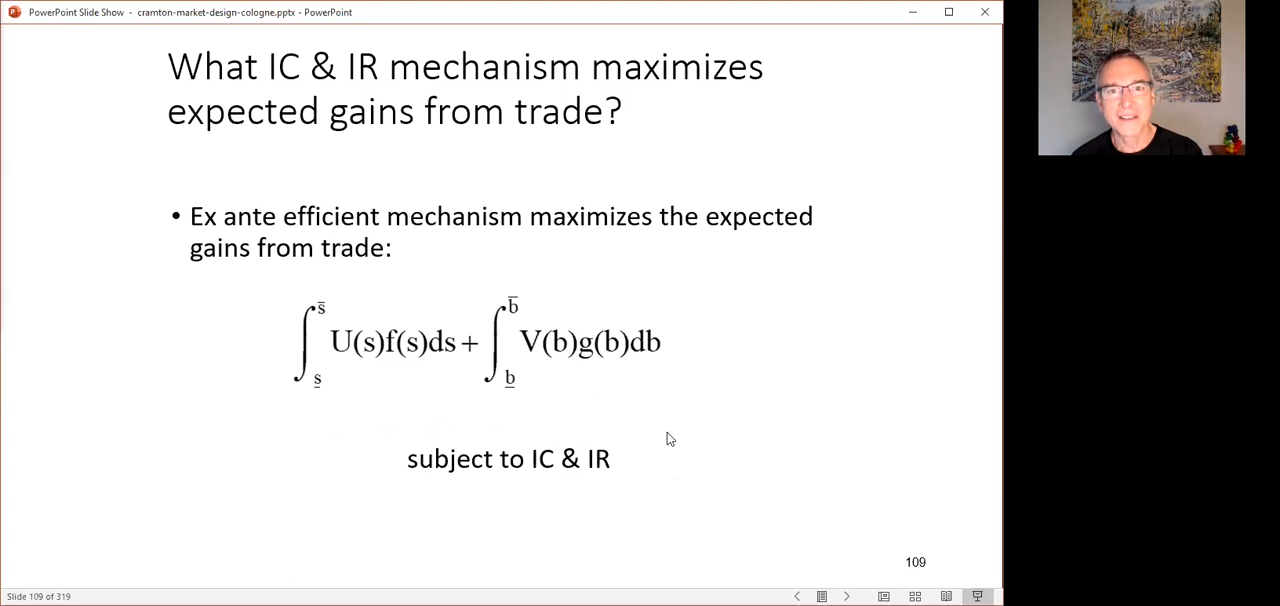 PowerPoint Slide Show - cramton-market-design-cologne.pptx - PowerPoint
What IC & IR mechanism maximizes
expected gains from trade?
• Ex ante efficient mechanism maximizes the expected
gains from trade:
∫_{s̲}^{s̄} U(s)f(s)ds + ∫_{b̲}^{b̄} V(b)g(b)db
subject to IC & IR
109
Slide 109 of 319